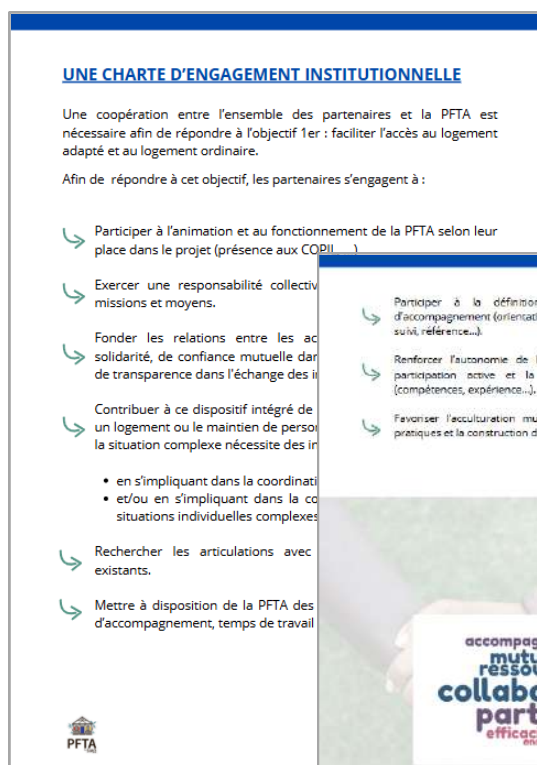 UNE CHARTE D'ENGAGEMENT INSTITUTIONNELLE
Une coopération entre l'ensemble des partenaires et la PFTA est
nécessaire afin de répondre à l'objectif 1er : faciliter l'accès au logement
adapté et au logement ordinaire.
Afin de répondre à cet objectif, les partenaires s'engagent à :
Participer à l'animation et au fonctionnement de la PFTA selon leur
place dans le projet (présence aux COPIL, ...)
Exercer une responsabilité collectiv
missions et moyens.
Fonder les relations entre les ac
solidarité, de confiance mutuelle dan
de transparence dans l'échange des in
Contribuer à ce dispositif intégré de
un logement ou le maintien de person
la situation complexe nécessite des in
• en s'impliquant dans la coordinati
• et/ou en s'impliquant dans la co
situations individuelles complexes
Rechercher les articulations avec
existants.
Mettre à disposition de la PFTA des
d'accompagnement, temps de travail
PFTA
Participer à la définition
d'accompagnement (orientati
suivi, référence...).
Renforcer l'autonomie de l
participation active et la
(compétences, expérience...).
Favoriser l'acculturation mu
pratiques et la construction d
accompag
mutu
ressou
collabo
part
efficac